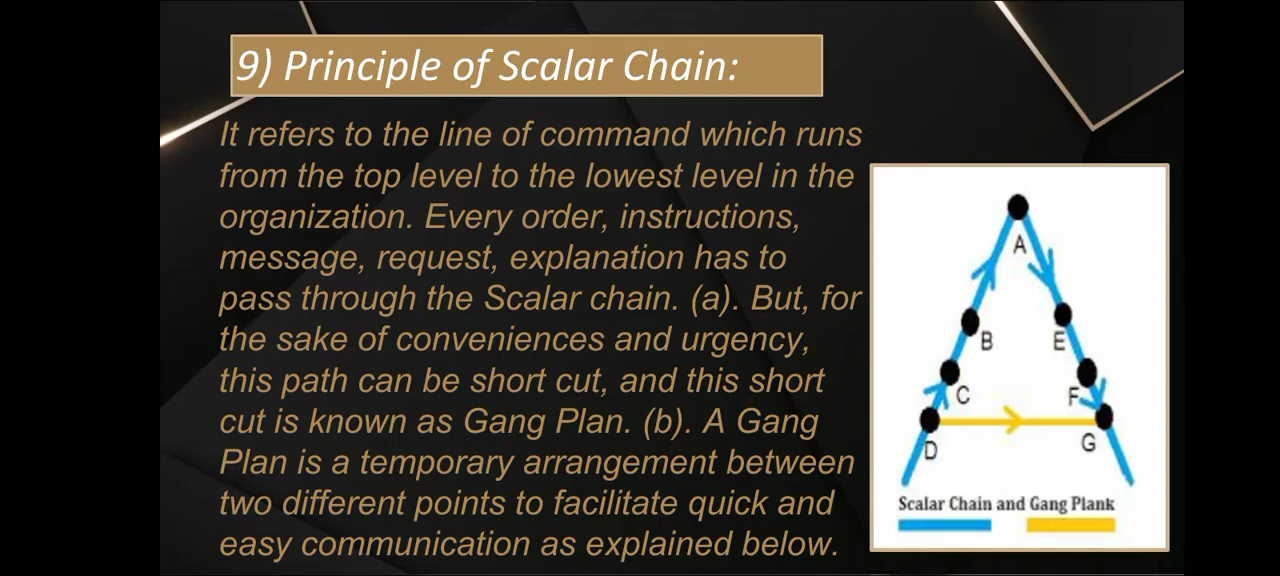 9) Principle of Scalar Chain:
It refers to the line of command which runs
from the top level to the lowest level in the
organization. Every order, instructions,
message, request, explanation has to
pass through the Scalar chain. (a). But, for
the sake of conveniences and urgency,
this path can be short cut, and this short
cut is known as Gang Plan. (b). A Gang
Plan is a temporary arrangement between
two different points to facilitate quick and
easy communication as explained below.
A
B
E
C
F
D
G
Scalar Chain and Gang Plank